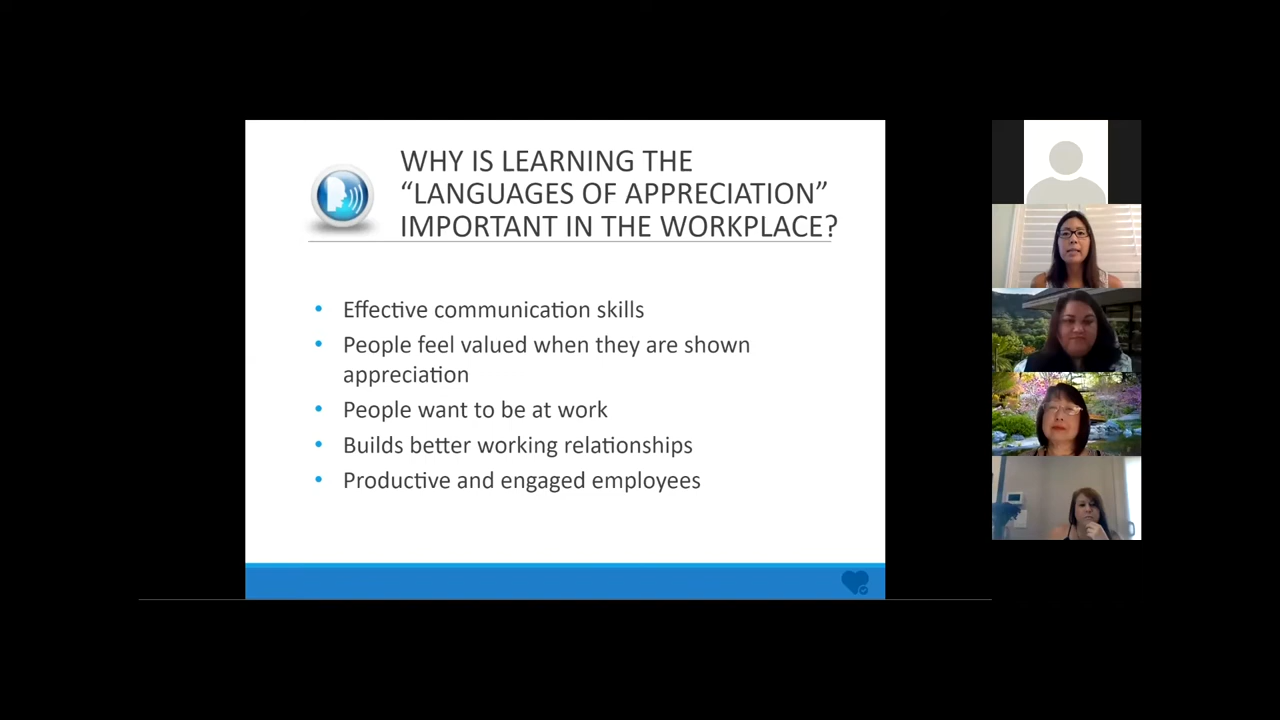 WHY IS LEARNING THE
“LANGUAGES OF APPRECIATION”
IMPORTANT IN THE WORKPLACE?
• Effective communication skills
• People feel valued when they are shown
appreciation
• People want to be at work
• Builds better working relationships
• Productive and engaged employees